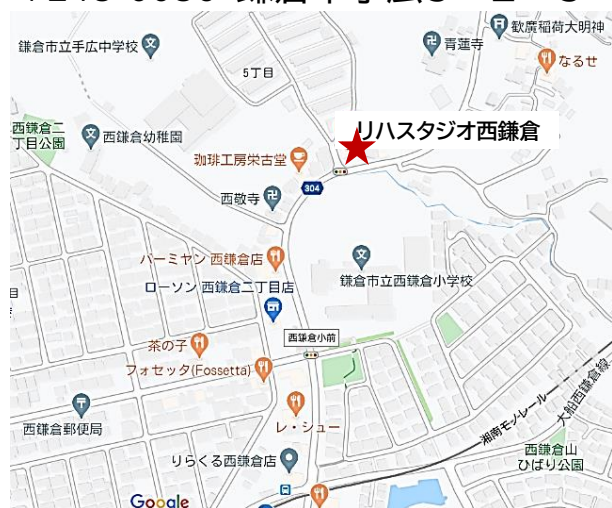 鎌倉市立手広中学校
青蓮寺
歓廣稲荷大明神
なるせ
5丁目
リハスタジオ西鎌倉
西鎌倉二
丁目公園
西鎌倉幼稚園
珈琲工房栄古堂
304
西敬寺
バーミヤン 西鎌倉店
ローソン 西鎌倉二丁目店
鎌倉市立西鎌倉小学校
目
西鎌倉小前
茶の子
フォセッタ(Fossetta)
レ・シュー
西鎌倉郵便局
りらくる西鎌倉店
湘南モノレール
大船西鎌倉線
西鎌倉山
ひばり公園
Google